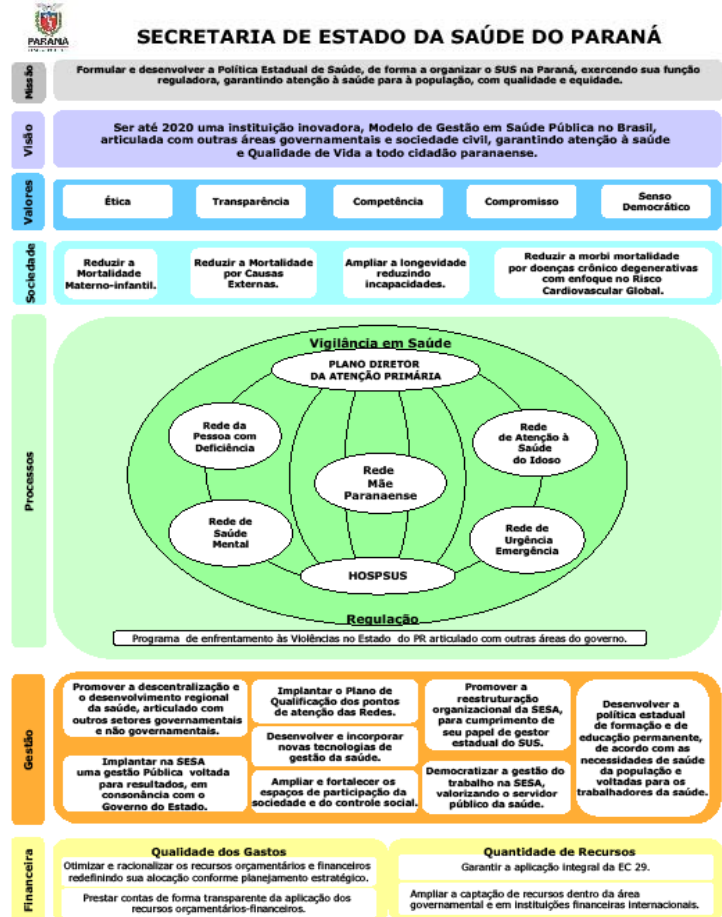 PARANÁ
SECRETARIA DE ESTADO DA SAÚDE DO PARANÁ
Missão
Formular e desenvolver a Política Estadual de Saúde, de forma a organizar o SUS na Paraná, exercendo sua função
reguladora, garantindo atenção à saúde para à população, com qualidade e equidade.
Visão
Ser até 2020 uma instituição inovadora, Modelo de Gestão em Saúde Pública no Brasil,
articulada com outras áreas governamentais e sociedade civil, garantindo atenção à saúde
e Qualidade de Vida a todo cidadão paranaense.
Valores
Ética
Transparência
Competência
Compromisso
Senso
Democrático
Sociedade
Reduzir a
Mortalidade
Materno-infantil.
Reduzir a Mortalidade
por Causas
Externas.
Ampliar a longevidade
reduzindo
incapacidades.
Reduzir a morbi mortalidade
por doenças crônico degenerativas
com enfoque no Risco
Cardiovascular Global.
Processos
Vigilância em Saúde
PLANO DIRETOR
DA ATENÇÃO PRIMÁRIA
Rede da
Pessoa com
Deficiência
Rede
de Atenção à
Saúde
do Idoso
Rede
Mãe
Paranaense
Rede de
Saúde
Mental
Rede de
Urgência
Emergência
HOSPSUS
Regulação
Programa de enfrentamento às Violências no Estado do PR articulado com outras áreas do governo.
Gestão
Promover a descentralização e
o desenvolvimento regional
da saúde, articulado com
outros setores governamentais
e não governamentais.
Implantar na SESA
uma gestão Pública voltada
para resultados, em
consonância com o
Governo do Estado.
Implantar o Plano de
Qualificação dos pontos
de atenção das Redes.
Desenvolver e incorporar
novas tecnologias de
gestão da saúde.
Ampliar e fortalecer os
espaços de participação da
sociedade e do controle social.
Promover a
reestruturação
organizacional da SESA,
para cumprimento de
seu papel de gestor
estadual do SUS.
Democratizar a gestão do
trabalho na SESA,
valorizando o servidor
público da saúde.
Desenvolver a
política estadual
de formação e de
educação permanente,
de acordo com as
necessidades de saúde
da população e
voltadas para os
trabalhadores da saúde.
Financeira
Qualidade dos Gastos
Otimizar e racionalizar os recursos orçamentários e financeiros
redefinindo sua alocação conforme planejamento estratégico.
Prestar contas de forma transparente da aplicação dos
recursos orçamentários-financeiros.
Quantidade de Recursos
Garantir a aplicação integral da EC 29.
Ampliar a captação de recursos dentro da área
governamental e em instituições financeiras internacionais.